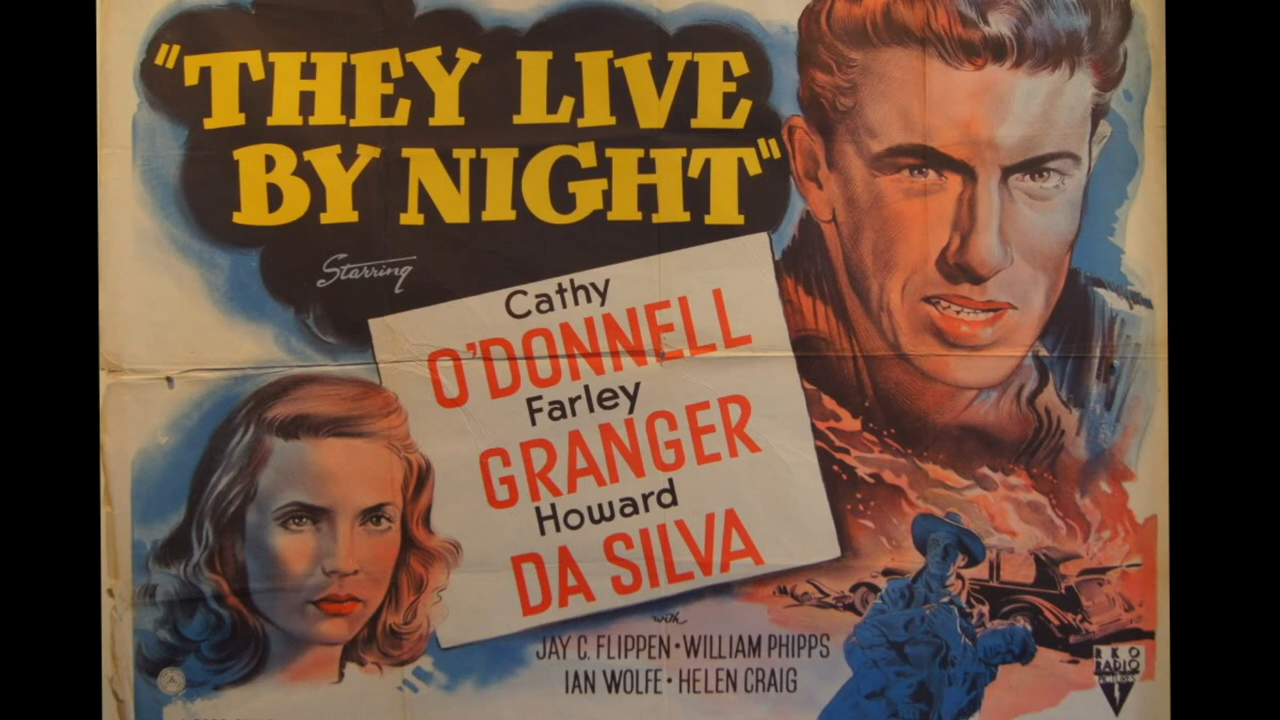 "THEY LIVE
BY NIGHT"
Starring
Cathy
O'DONNELL
Farley
GRANGER
Howard
DA SILVA
with
JAY C. FLIPPEN • WILLIAM PHIPPS
IAN WOLFE • HELEN CRAIG
RKO
RADIO
PICTURES